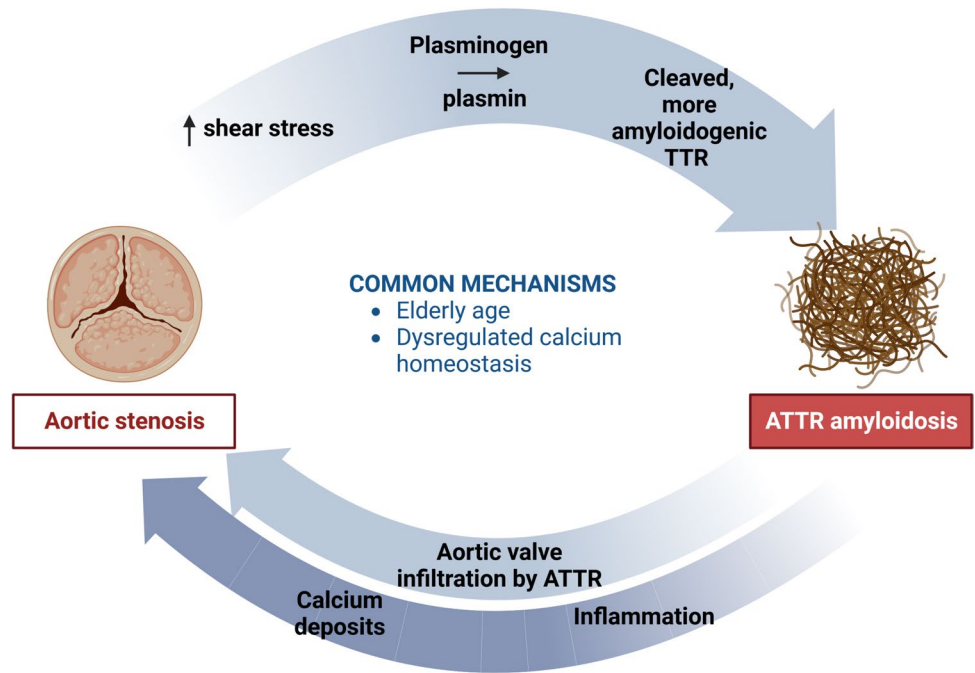 Plasminogen
plasmin
Cleaved,
more
amyloidogenic
TTR
shear stress
COMMON MECHANISMS
• Elderly age
• Dysregulated calcium
homeostasis
Aortic stenosis
ATTR amyloidosis
Aortic valve
infiltration by ATTR
Calcium
deposits
Inflammation